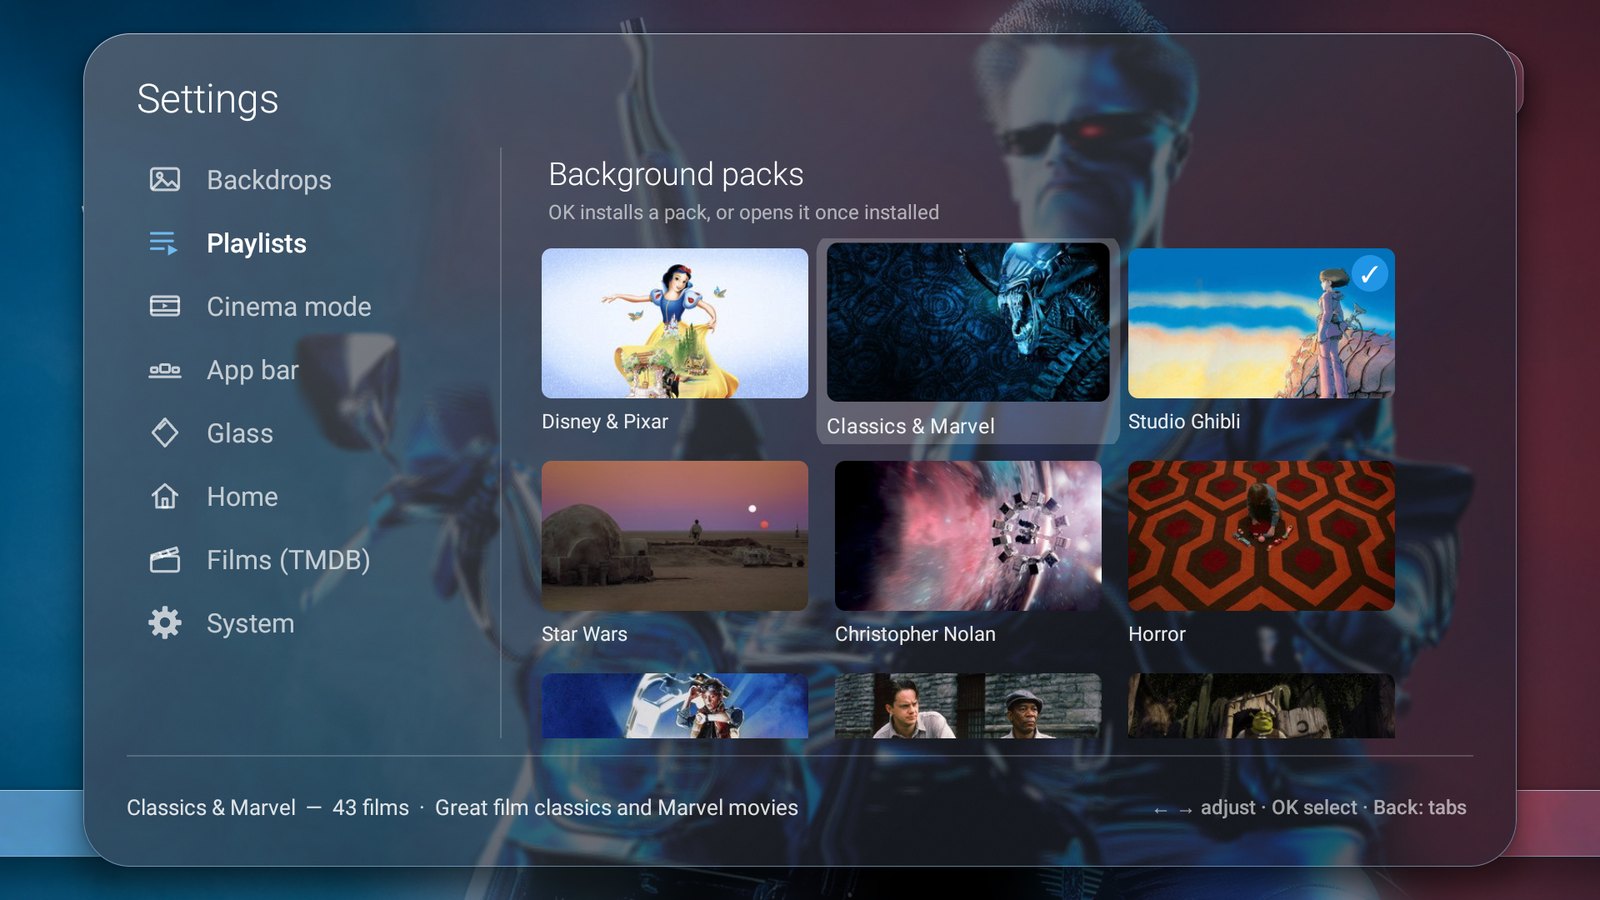 Settings
Backdrops
Playlists
Cinema mode
App bar
Glass
Home
Films (TMDB)
System
Background packs
OK installs a pack, or opens it once installed
Disney & Pixar
Classics & Marvel
Studio Ghibli
Star Wars
Christopher Nolan
Horror
Classics & Marvel — 43 films · Great film classics and Marvel movies
← → adjust · OK select · Back: tabs